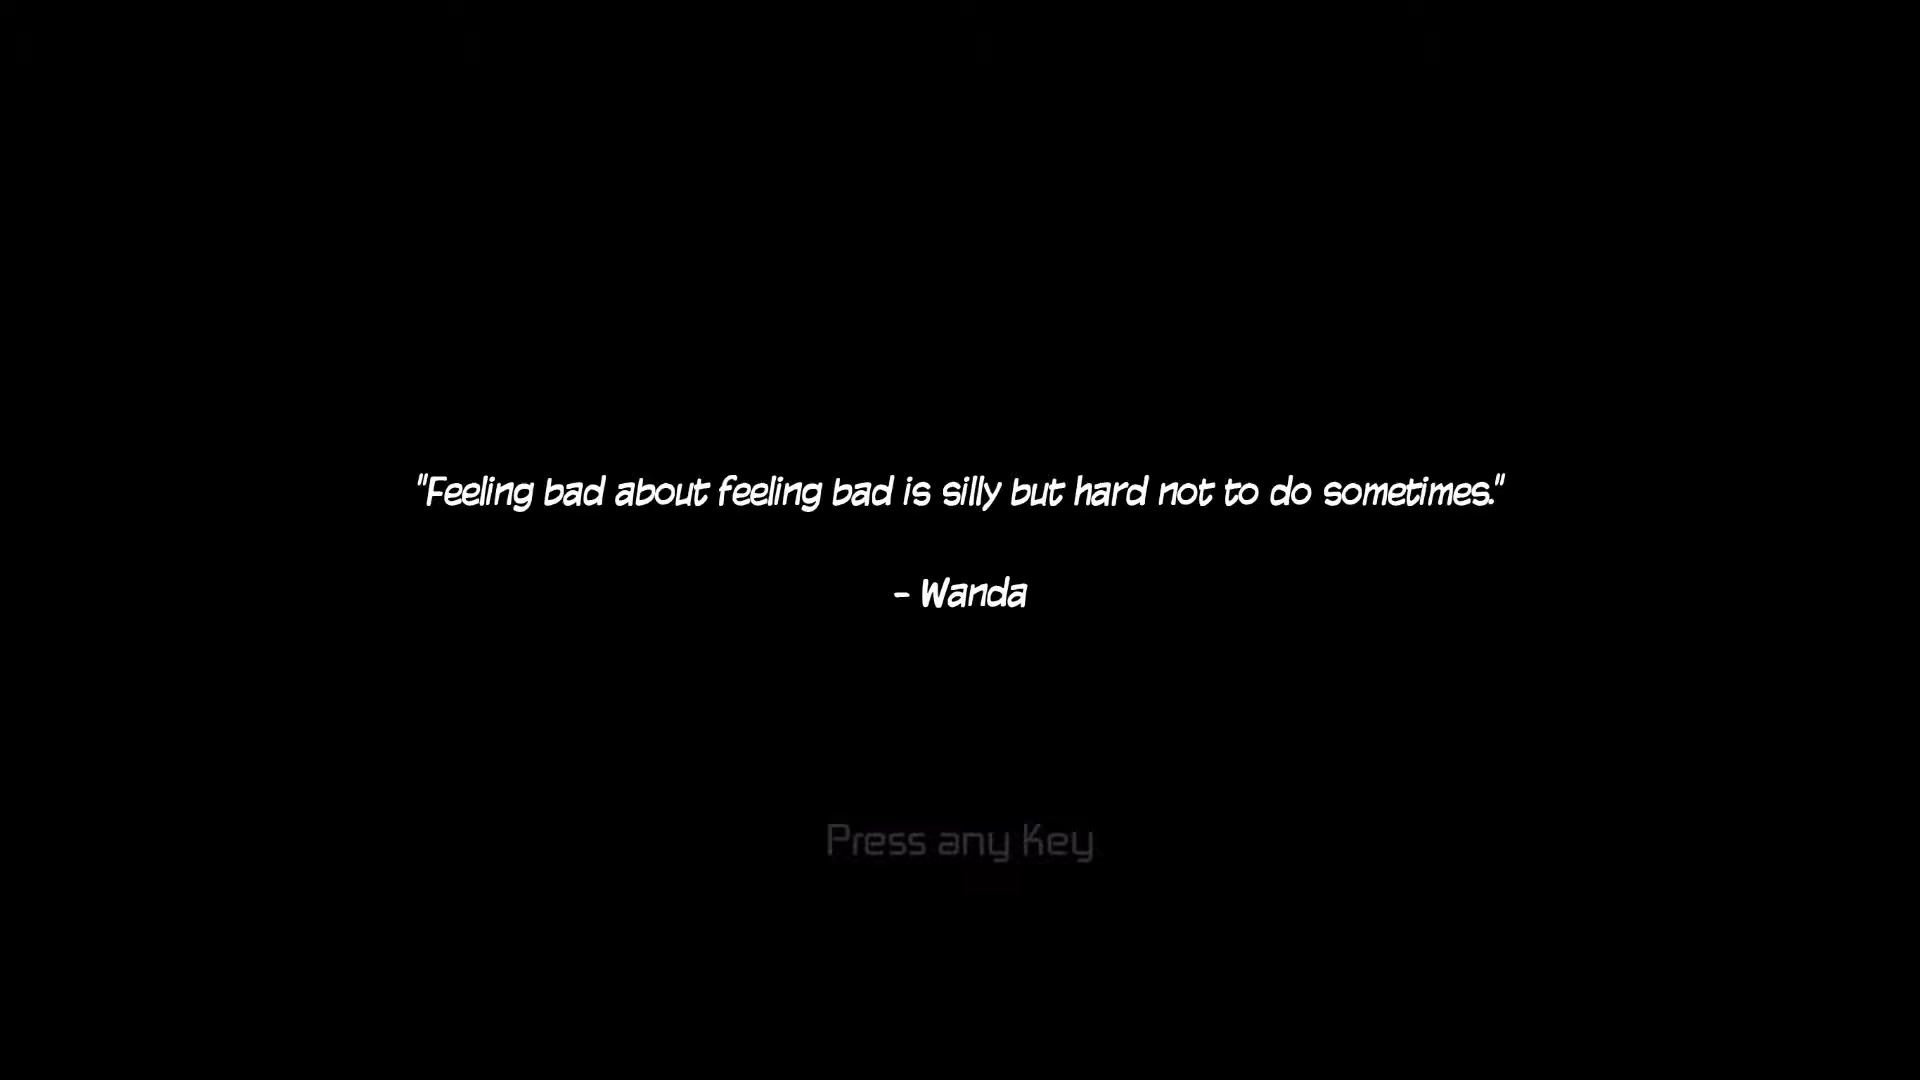 "Feeling bad about feeling bad is silly but hard not to do sometimes."
- Wanda
Press any Key